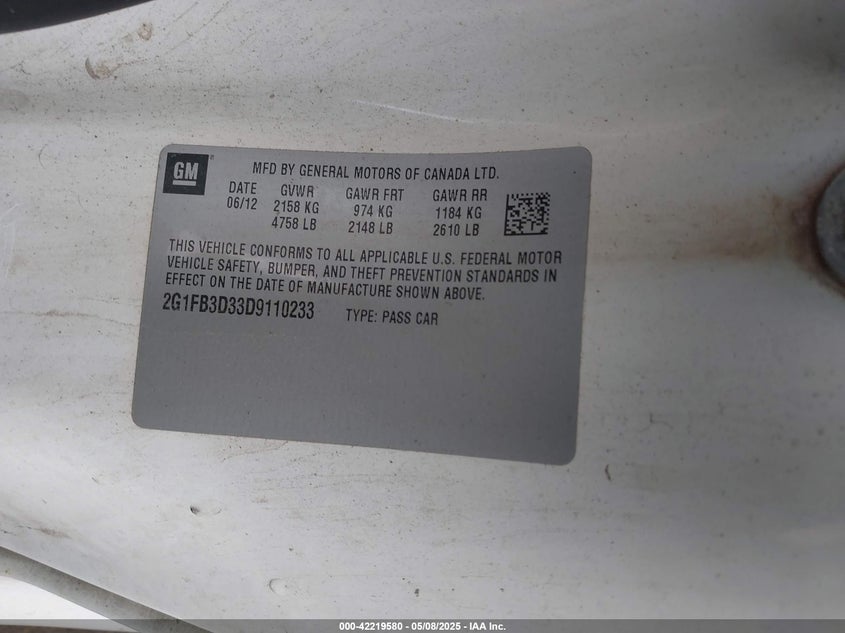 GM
MFD BY GENERAL MOTORS OF CANADA LTD.
DATE GVWR GAWR FRT GAWR RR
06/12 2158 KG 974 KG 1184 KG
4758 LB 2148 LB 2610 LB
THIS VEHICLE CONFORMS TO ALL APPLICABLE U.S. FEDERAL MOTOR
VEHICLE SAFETY, BUMPER, AND THEFT PREVENTION STANDARDS IN
EFFECT ON THE DATE OF MANUFACTURE SHOWN ABOVE.
2G1FB3D33D9110233 TYPE: PASS CAR
000-42219580 - 05/08/2025 - IAA Inc.